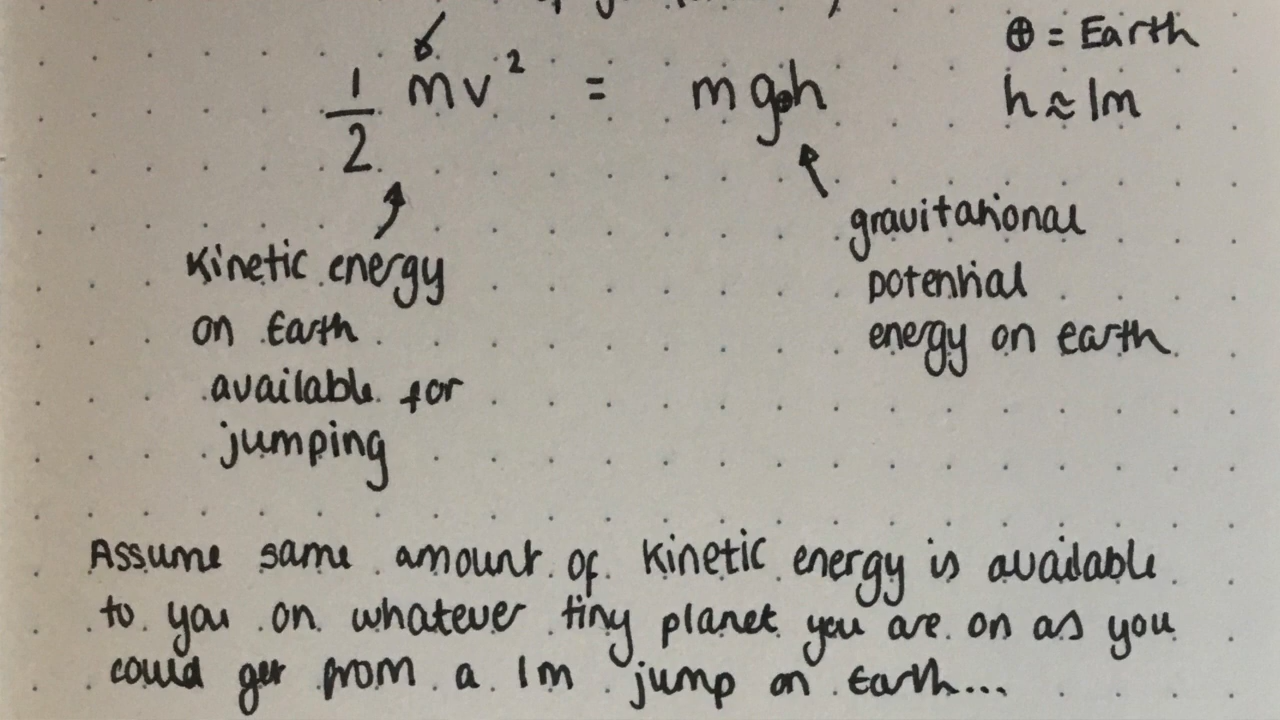 ⊕ = Earth
1/2 mv² = mg⊕h
h ≈ 1m
Kinetic energy
on Earth
available for
jumping
gravitational
potential
energy on earth
Assume same amount of kinetic energy is available
to you on whatever tiny planet you are on as you
could get from a 1m jump on Earth...